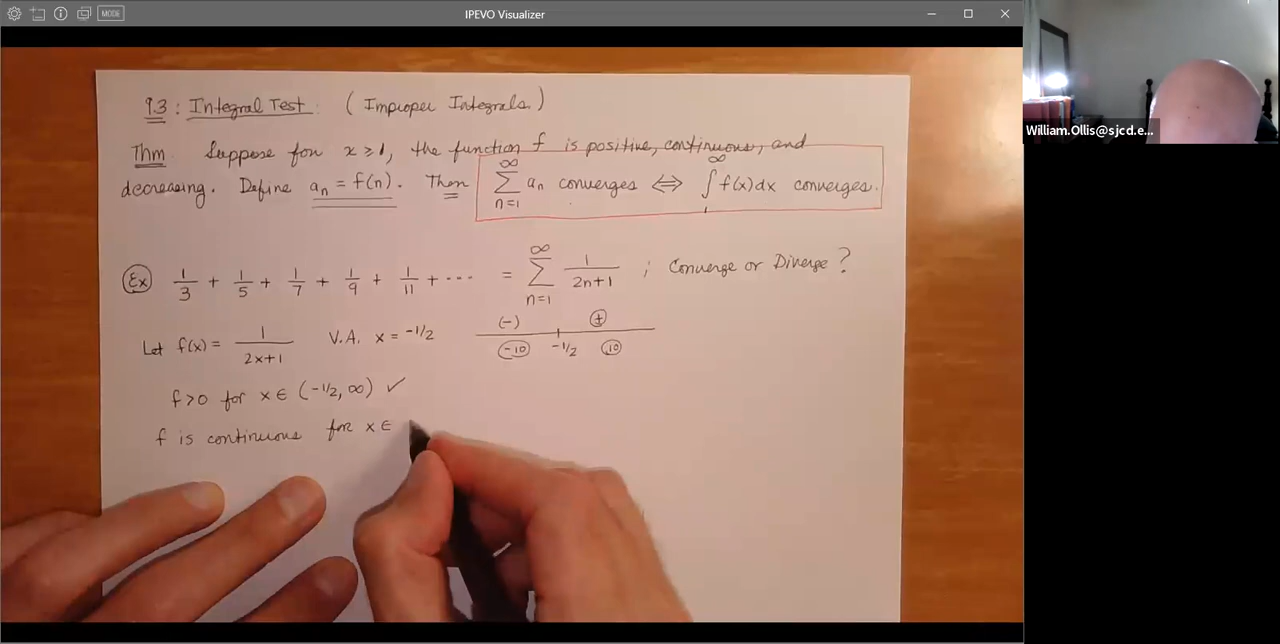 MODE
IPEVO Visualizer
William.Ollis@sjcd.e...
9.3 : Integral Test (Improper Integrals.)
Thm Suppose for x ≥ 1, the function f is positive, continuous, and
decreasing. Define aₙ = f(n). Then ∑_{n=1}^{∞} aₙ converges ⟺ ∫_{1}^{∞} f(x)dx converges.
Ex 1/3 + 1/5 + 1/7 + 1/9 + 1/11 + ··· = ∑_{n=1}^{∞} 1/(2n+1) ; Converge or Diverge ?
(-) +
Let f(x) = 1/(2x+1) V.A. x = -1/2
-10 -1/2 10
f>0 for x ∈ (-1/2, ∞) ✓
f is continuous for x ∈